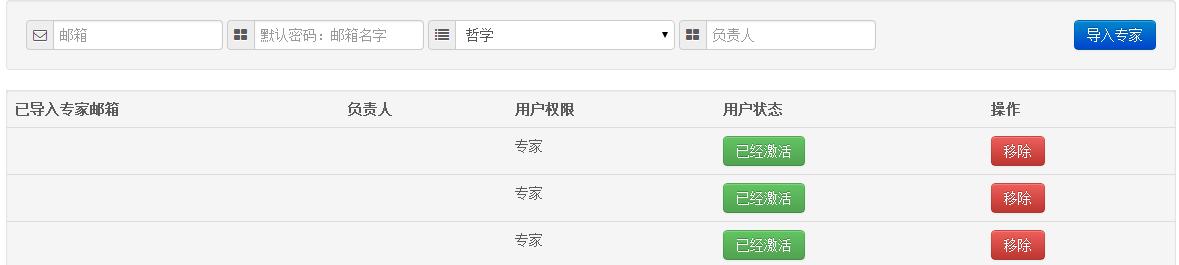 邮箱 默认密码：邮箱名字 哲学 负责人 导入专家
已导入专家邮箱 负责人 用户权限 用户状态 操作
专家 已经激活 移除
专家 已经激活 移除
专家 已经激活 移除